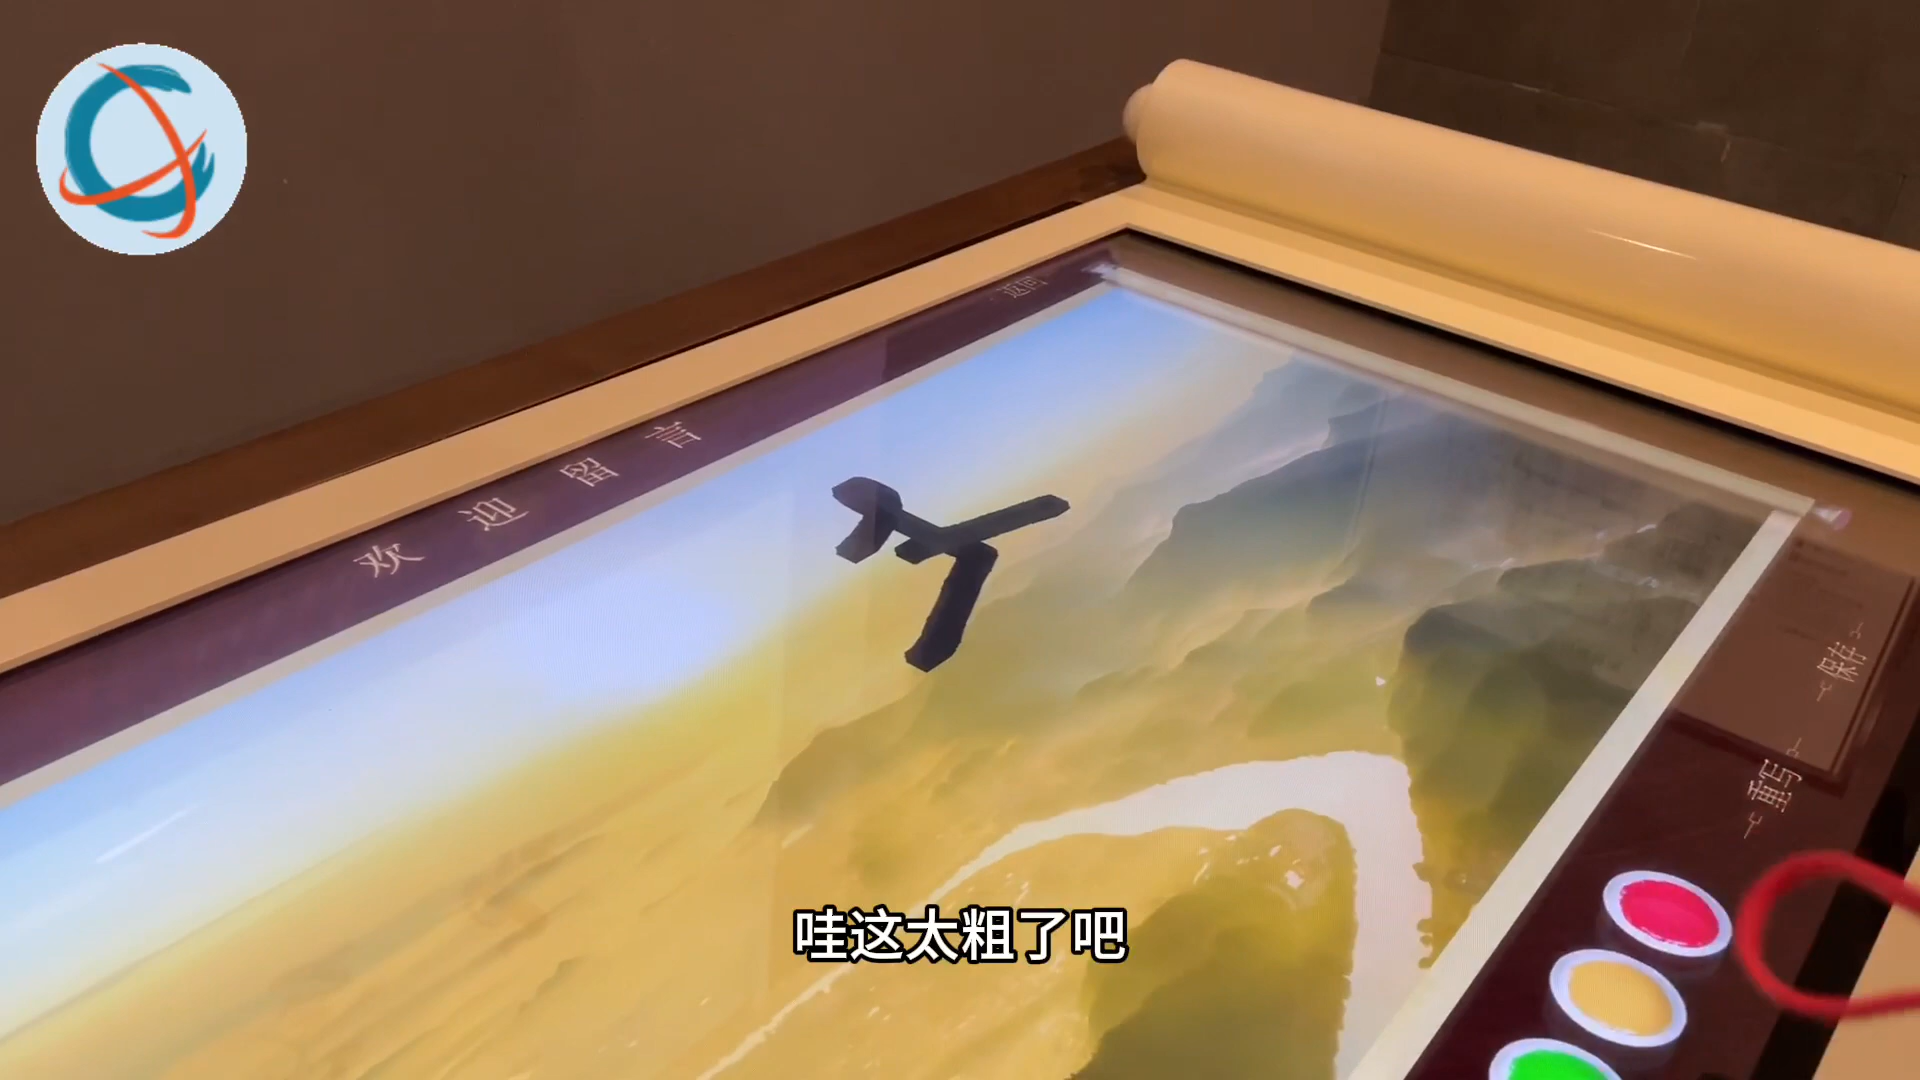 返回
欢迎留言
保存
重写
哇这太粗了吧